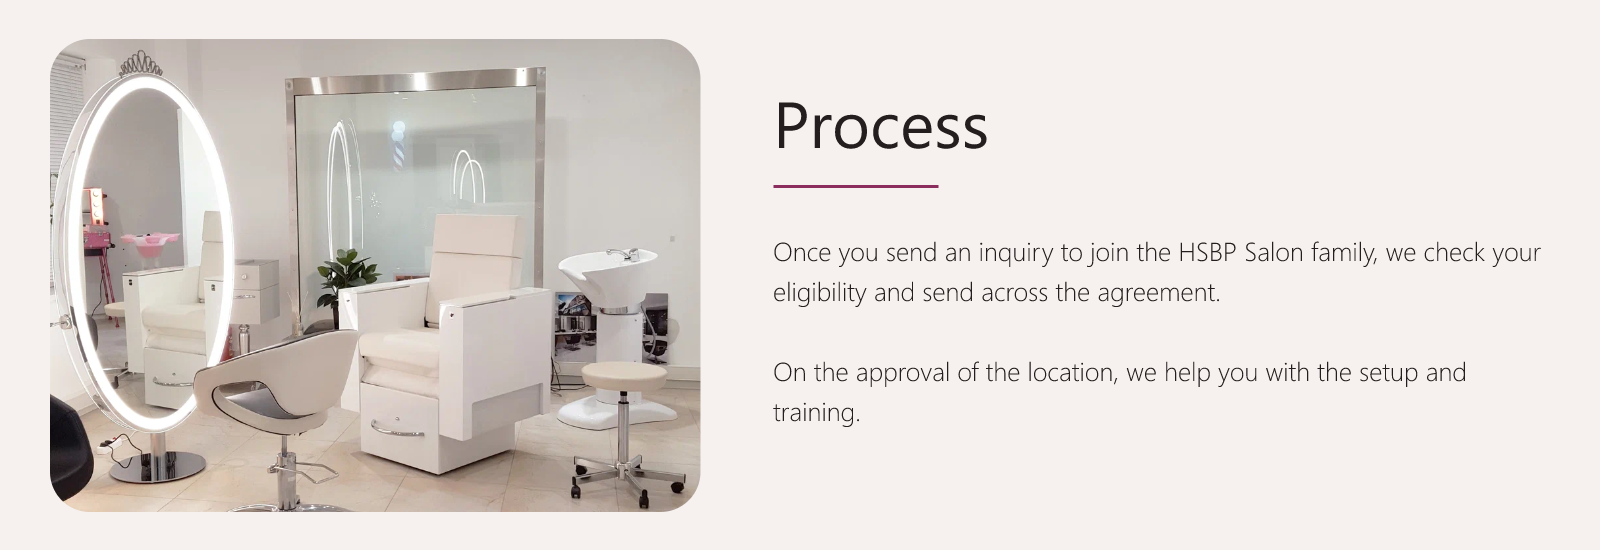 Process
Once you send an inquiry to join the HSBP Salon family, we check your
eligibility and send across the agreement.
On the approval of the location, we help you with the setup and
training.